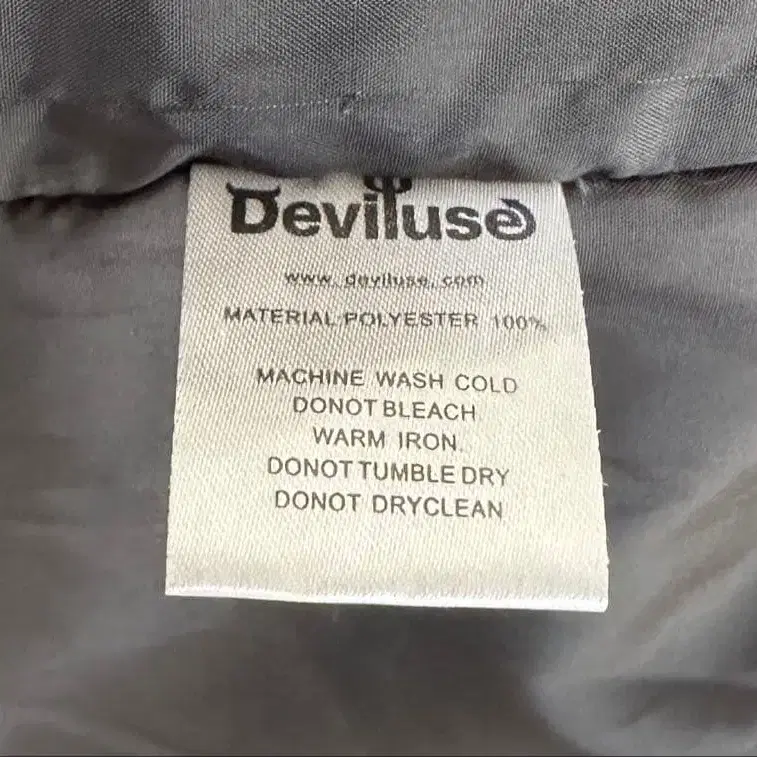 Deviluse
www.deviluse.com
MATERIAL:POLYESTER 100%
MACHINE WASH COLD
DONOT BLEACH
WARM IRON.
DONOT TUMBLE DRY
DONOT DRYCLEAN